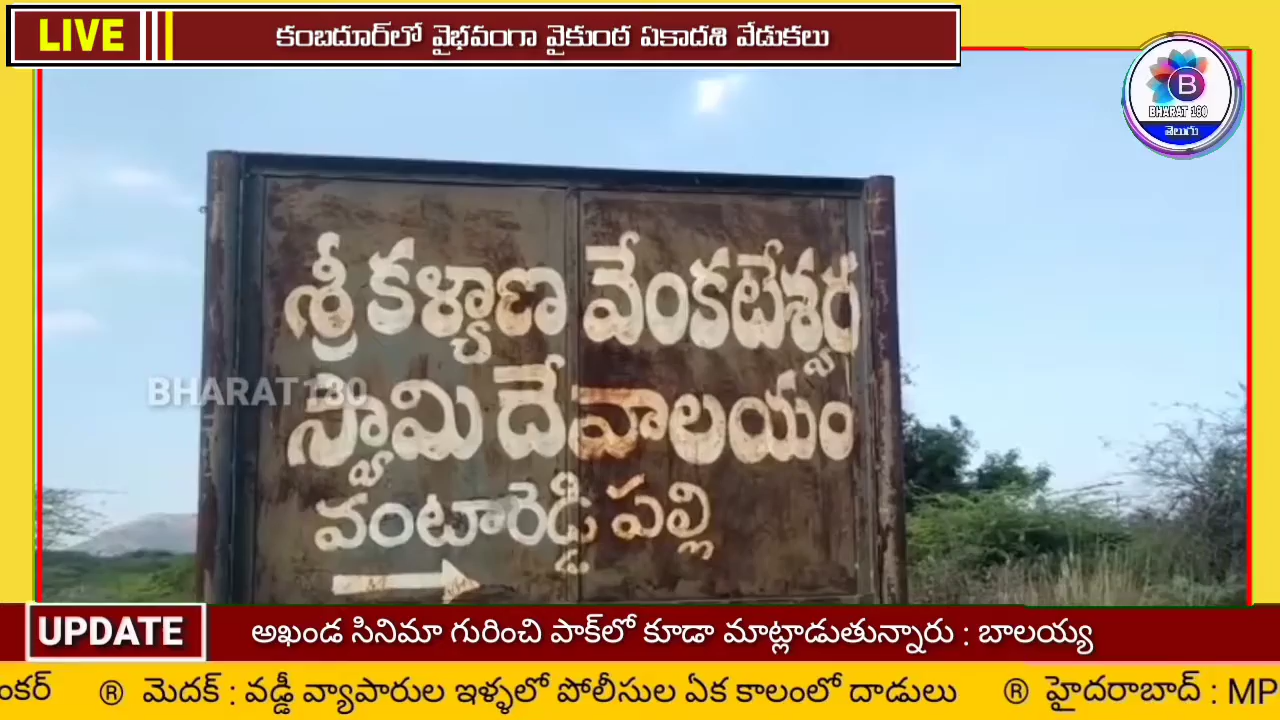 LIVE కంబదూర్‌లో వైభవంగా వైకుంఠ ఏకాదశి వేడుకలు
B
BHARAT 180
తెలుగు
శ్రీ కళ్యాణ వేంకటేశ్వర
BHARAT180
స్వామి దేవాలయం
వంటారెడ్డి పల్లి
UPDATE అఖండ సినిమా గురించి పాక్‌లో కూడా మాట్లాడుతున్నారు : బాలయ్య
ంకర్ ® మెదక్ : వడ్డీ వ్యాపారుల ఇళ్ళలో పోలీసుల ఏక కాలంలో దాడులు ® హైదరాబాద్ : MP